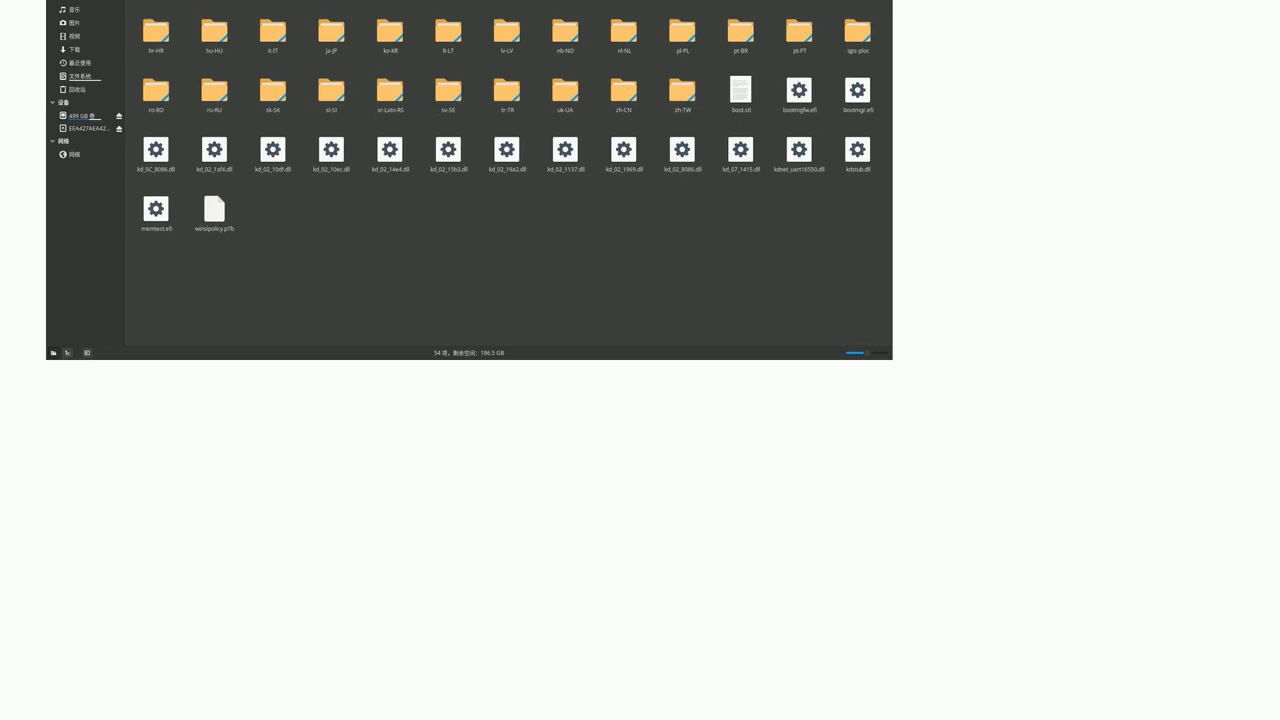 音乐
图片
视频
下载
最近使用
文件系统
回收站
设备
499 GB 卷
EEA427AEA42...
网络
网络
hr-HR hu-HU it-IT ja-JP ko-KR lt-LT lv-LV nb-NO nl-NL pl-PL pt-BR pt-PT qps-ploc
ro-RO ru-RU sk-SK sl-SI sr-Latn-RS sv-SE tr-TR uk-UA zh-CN zh-TW boot.stl bootmgfw.efi bootmgr.efi
kd_0C_8086.dll kd_02_1af4.dll kd_02_10df.dll kd_02_10ec.dll kd_02_14e4.dll kd_02_15b3.dll kd_02_19a2.dll kd_02_1137.dll kd_02_1969.dll kd_02_8086.dll kd_07_1415.dll kdnet_uart16550.dll kdstub.dll
memtest.efi winsipolicy.p7b
54 项，剩余空间：186.5 GB